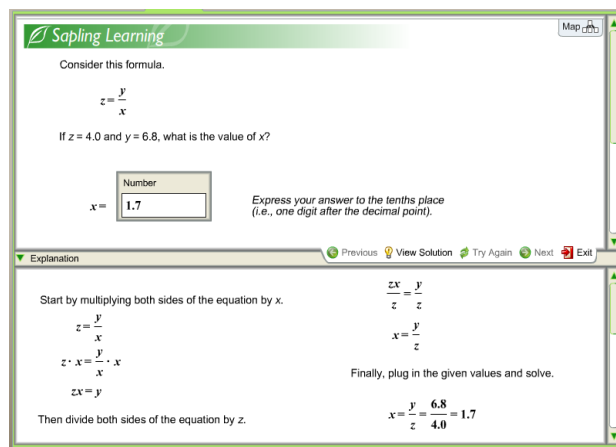 Sapling Learning
Map
Consider this formula.
z = y/x
If z = 4.0 and y = 6.8, what is the value of x?
Number
x = 1.7
Express your answer to the tenths place
(i.e., one digit after the decimal point).
Previous View Solution Try Again Next Exit
Explanation
Start by multiplying both sides of the equation by x.
z = y/x
z · x = y/x · x
zx = y
Then divide both sides of the equation by z.
zx/z = y/z
x = y/z
Finally, plug in the given values and solve.
x = y/z = 6.8/4.0 = 1.7